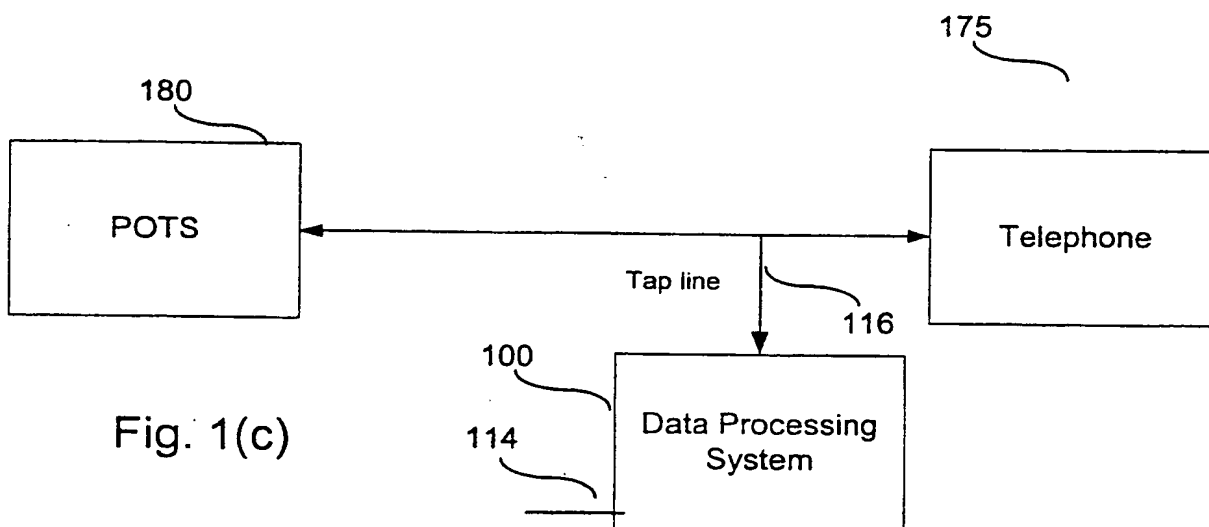 175
180
POTS
Telephone
Tap line
116
100
Data Processing
System
Fig. 1(c)
114